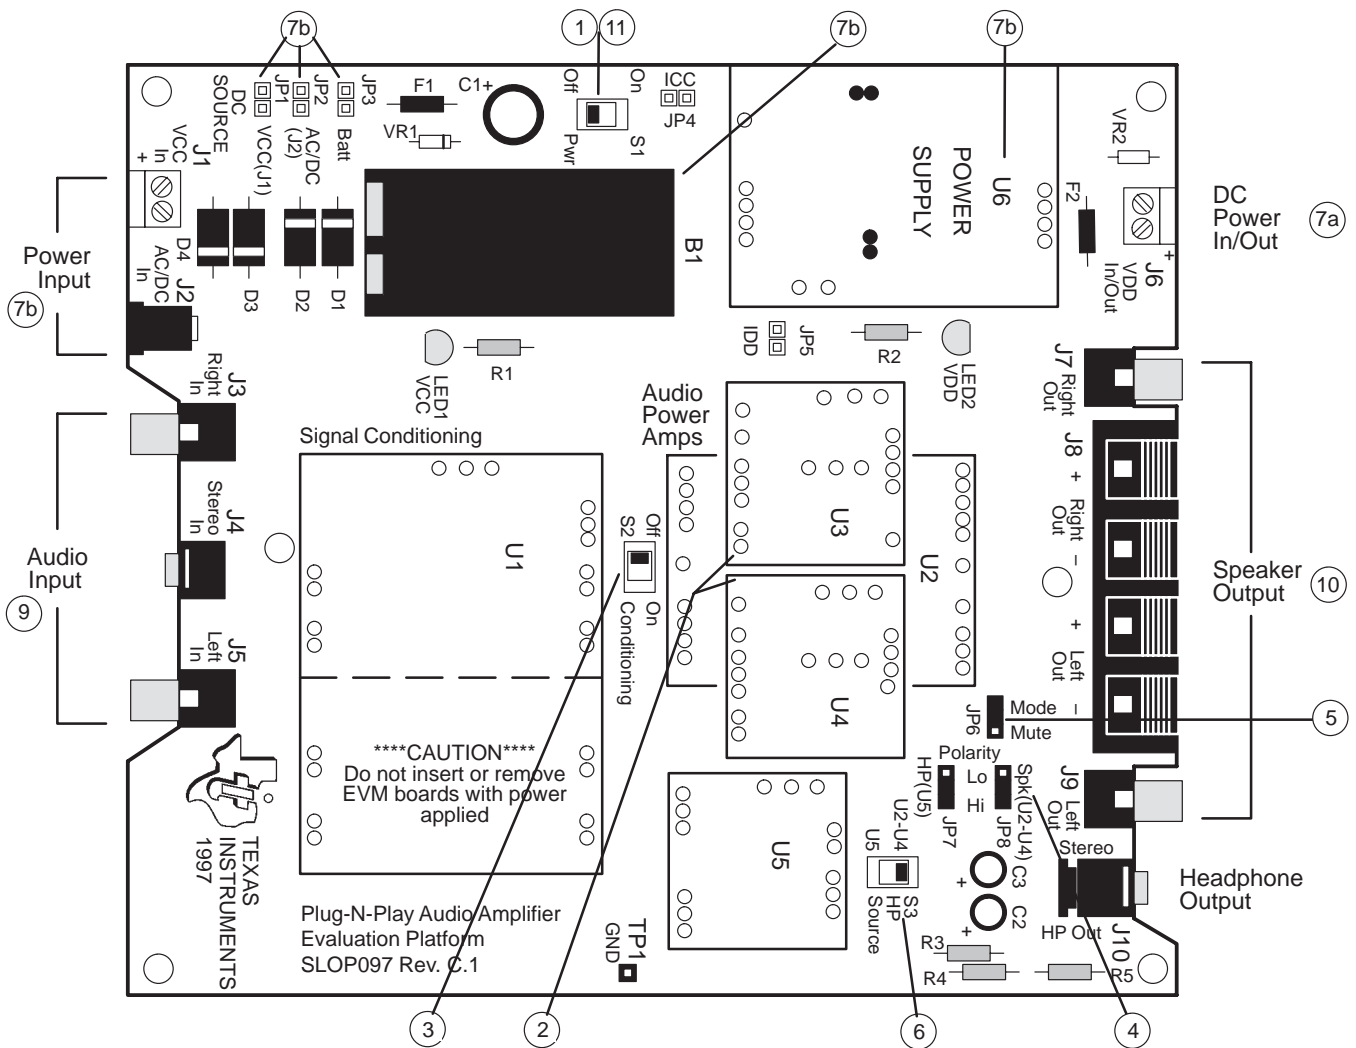 7b
1
11
7b
7b
DC
SOURCE
JP1
VCC(J1)
JP2
AC/DC
(J2)
JP3
Batt
F1
VR1
C1+
Off
On
Pwr
S1
ICC
JP4
U6
POWER
SUPPLY
VR2
F2
+
J6
VDD
In/Out
DC
Power
In/Out
7a
J1
VCC
In
+
Power
Input
7b
D4
AC/DC
In
J2
D3
D2
D1
B1
LED1
VCC
R1
IDD
JP5
R2
LED2
VDD
J3
Right
In
J4
Stereo
In
J5
Left
In
Audio
Input
9
Signal Conditioning
U1
S2
Off
On
Conditioning
Audio
Power
Amps
U3
U2
U4
J7
Right
Out
J8
+
Right
Out
–
+
Left
Out
–
Speaker
Output
10
JP6
Mode
Mute
5
Polarity
HP(U5)
Lo
Hi
JP7
Spk(U2-U4)
JP8
J9
Left
Out
****CAUTION****
Do not insert or remove
EVM boards with power
applied
TEXAS
INSTRUMENTS
1997
Plug-N-Play Audio Amplifier
Evaluation Platform
SLOP097 Rev. C.1
U5
U5
U2-U4
Source
HP
S3
+
C3
C2
+
R3
R4
R5
Stereo
HP Out
J10
Headphone
Output
TP1
GND
3
2
6
4